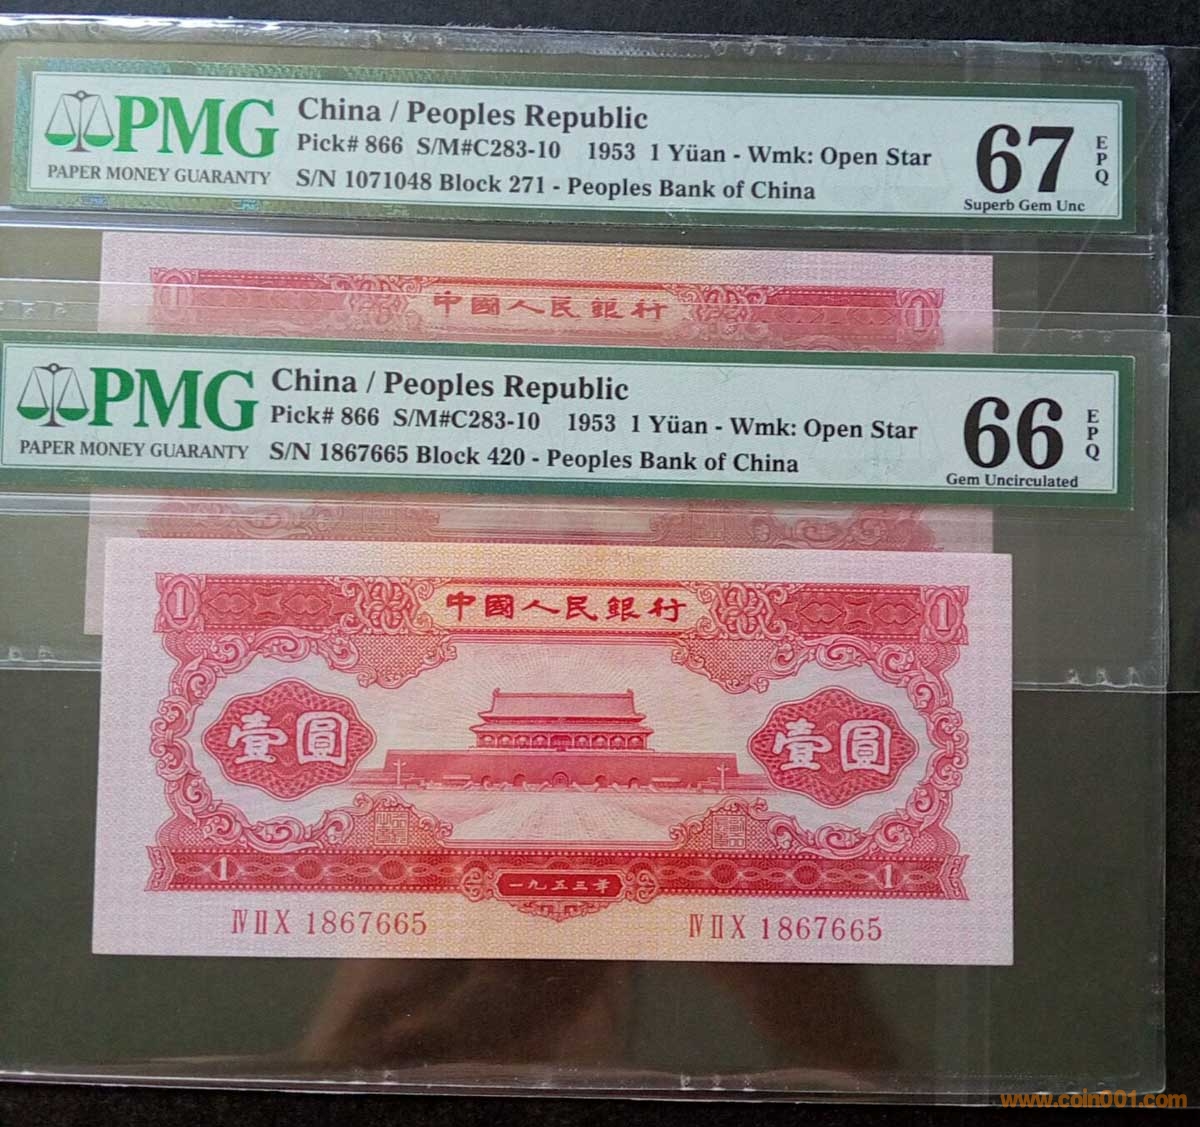 PMG
PAPER MONEY GUARANTY
China / Peoples Republic
Pick# 866 S/M#C283-10 1953 1 Yüan - Wmk: Open Star
S/N 1071048 Block 271 - Peoples Bank of China
67
EPQ
Superb Gem Unc
1 中國人民銀行 1
PMG
PAPER MONEY GUARANTY
China / Peoples Republic
Pick# 866 S/M#C283-10 1953 1 Yüan - Wmk: Open Star
S/N 1867665 Block 420 - Peoples Bank of China
66
EPQ
Gem Uncirculated
1 中國人民銀行 1
壹圓 壹圓
1 一九五三年 1
ⅣⅡX 1867665 ⅣⅡX 1867665
www.coin001.com